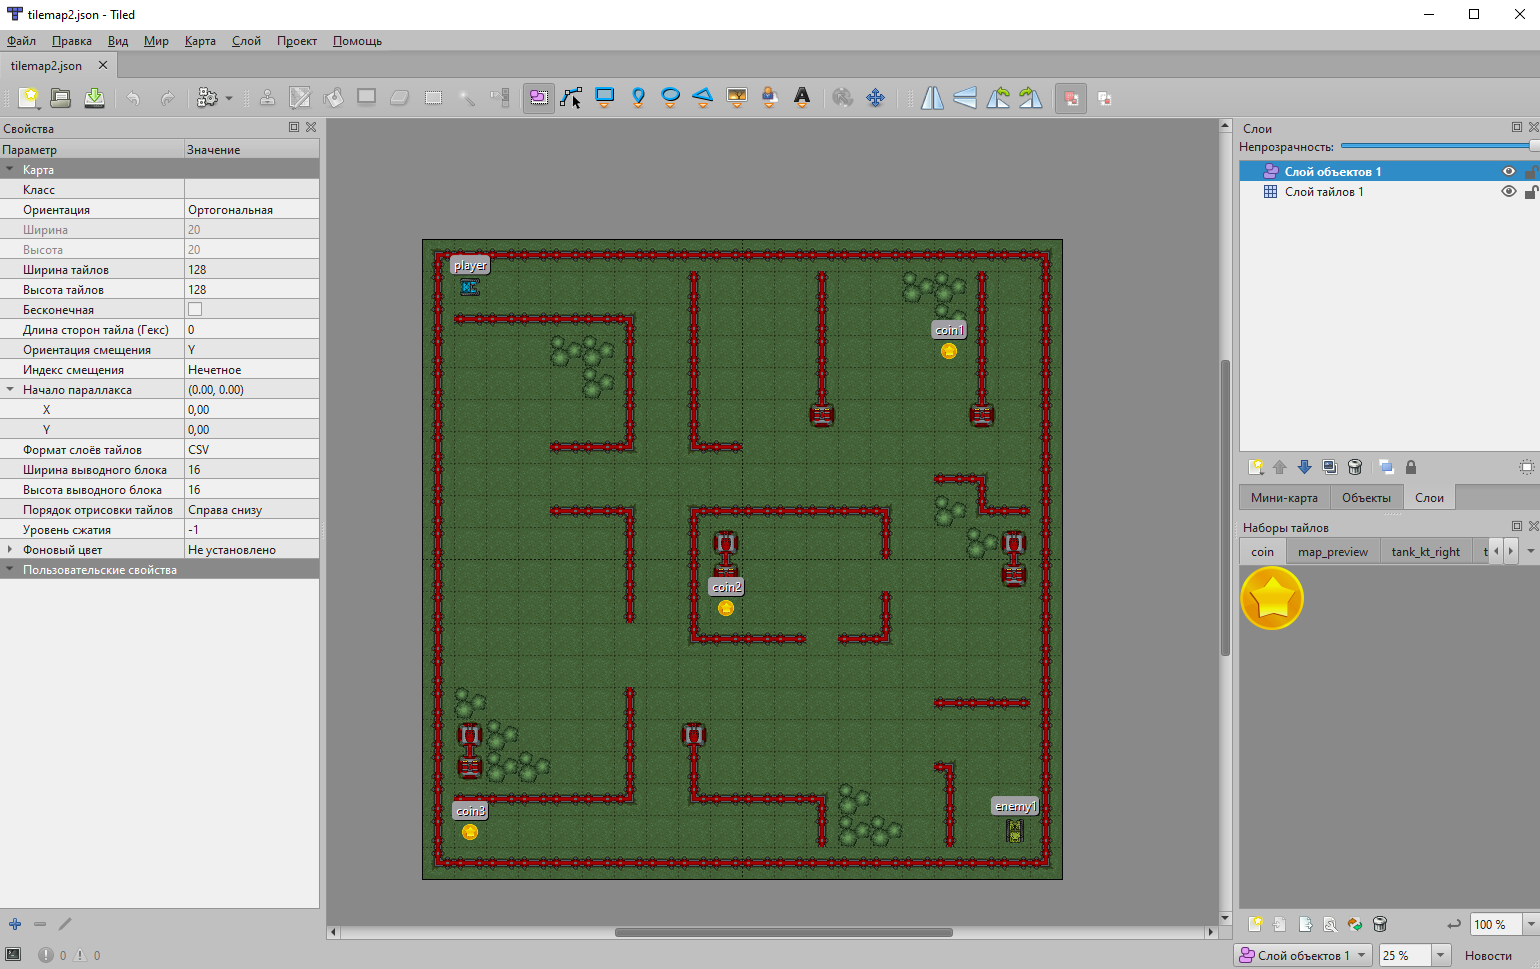 tilemap2.json - Tiled
Файл Правка Вид Мир Карта Слой Проект Помощь
tilemap2.json
Свойства
Параметр Значение
Карта
Класс
Ориентация Ортогональная
Ширина 20
Высота 20
Ширина тайлов 128
Высота тайлов 128
Бесконечная
Длина сторон тайла (Гекс) 0
Ориентация смещения Y
Индекс смещения Нечетное
Начало параллакса (0.00, 0.00)
X 0,00
Y 0,00
Формат слоёв тайлов CSV
Ширина выводного блока 16
Высота выводного блока 16
Порядок отрисовки тайлов Справа снизу
Уровень сжатия -1
Фоновый цвет Не установлено
Пользовательские свойства
0 0
player
coin1
coin2
coin3
enemy1
Слои
Непрозрачность:
Слой объектов 1
Слой тайлов 1
Мини-карта Объекты Слои
Наборы тайлов
coin map_preview tank_kt_right
100 %
Слой объектов 1 25 % Новости